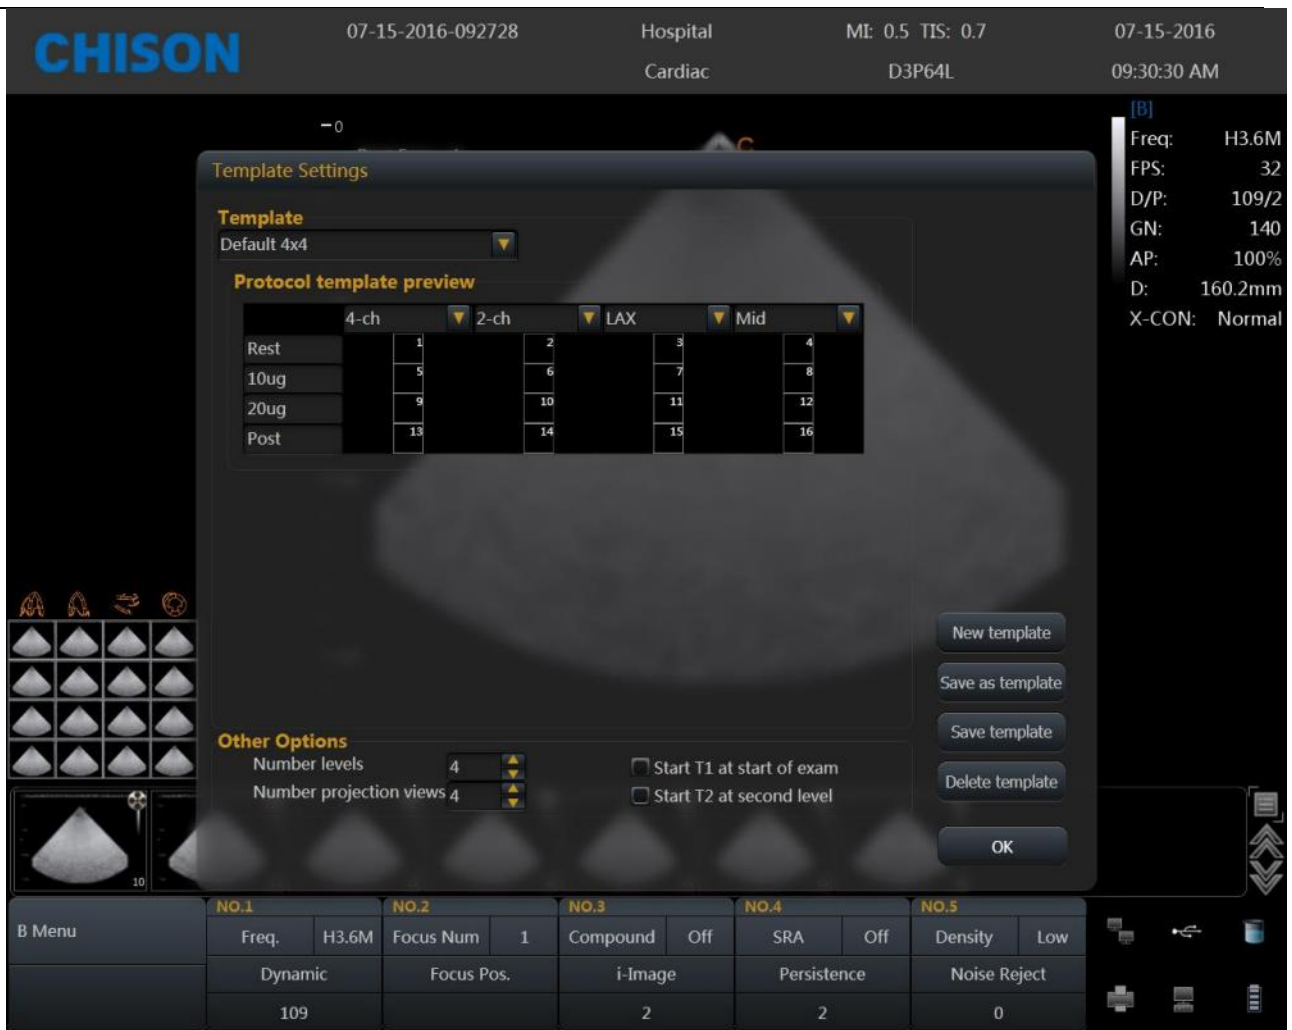 CHISON
07-15-2016-092728 Hospital MI: 0.5 TIS: 0.7 07-15-2016
Cardiac D3P64L 09:30:30 AM
[B]
Freq: H3.6M
FPS: 32
D/P: 109/2
GN: 140
AP: 100%
D: 160.2mm
X-CON: Normal
0
C
Template Settings
Template
Default 4x4
Protocol template preview
4-ch 2-ch LAX Mid
Rest 1 2 3 4
10ug 5 6 7 8
20ug 9 10 11 12
Post 13 14 15 16
New template
Save as template
Save template
Delete template
OK
Other Options
Number levels 4 Start T1 at start of exam
Number projection views 4 Start T2 at second level
10
B Menu
NO.1 NO.2 NO.3 NO.4 NO.5
Freq. H3.6M Focus Num 1 Compound Off SRA Off Density Low
Dynamic Focus Pos. i-Image Persistence Noise Reject
109 2 2 0